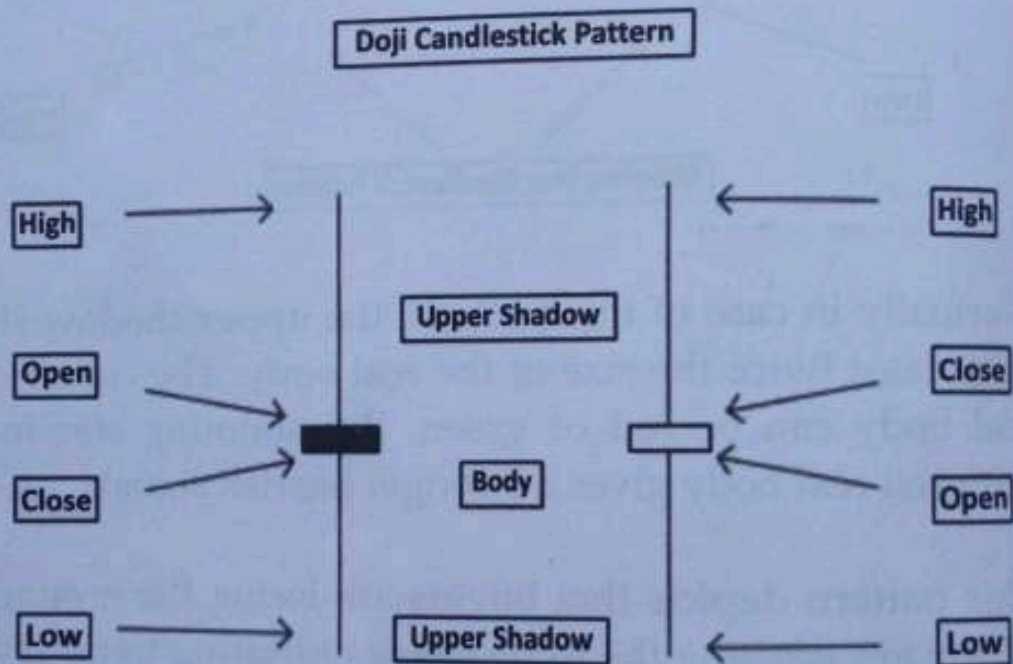 Doji Candlestick Pattern
High
High
Upper Shadow
Open
Close
Body
Close
Open
Low
Upper Shadow
Low